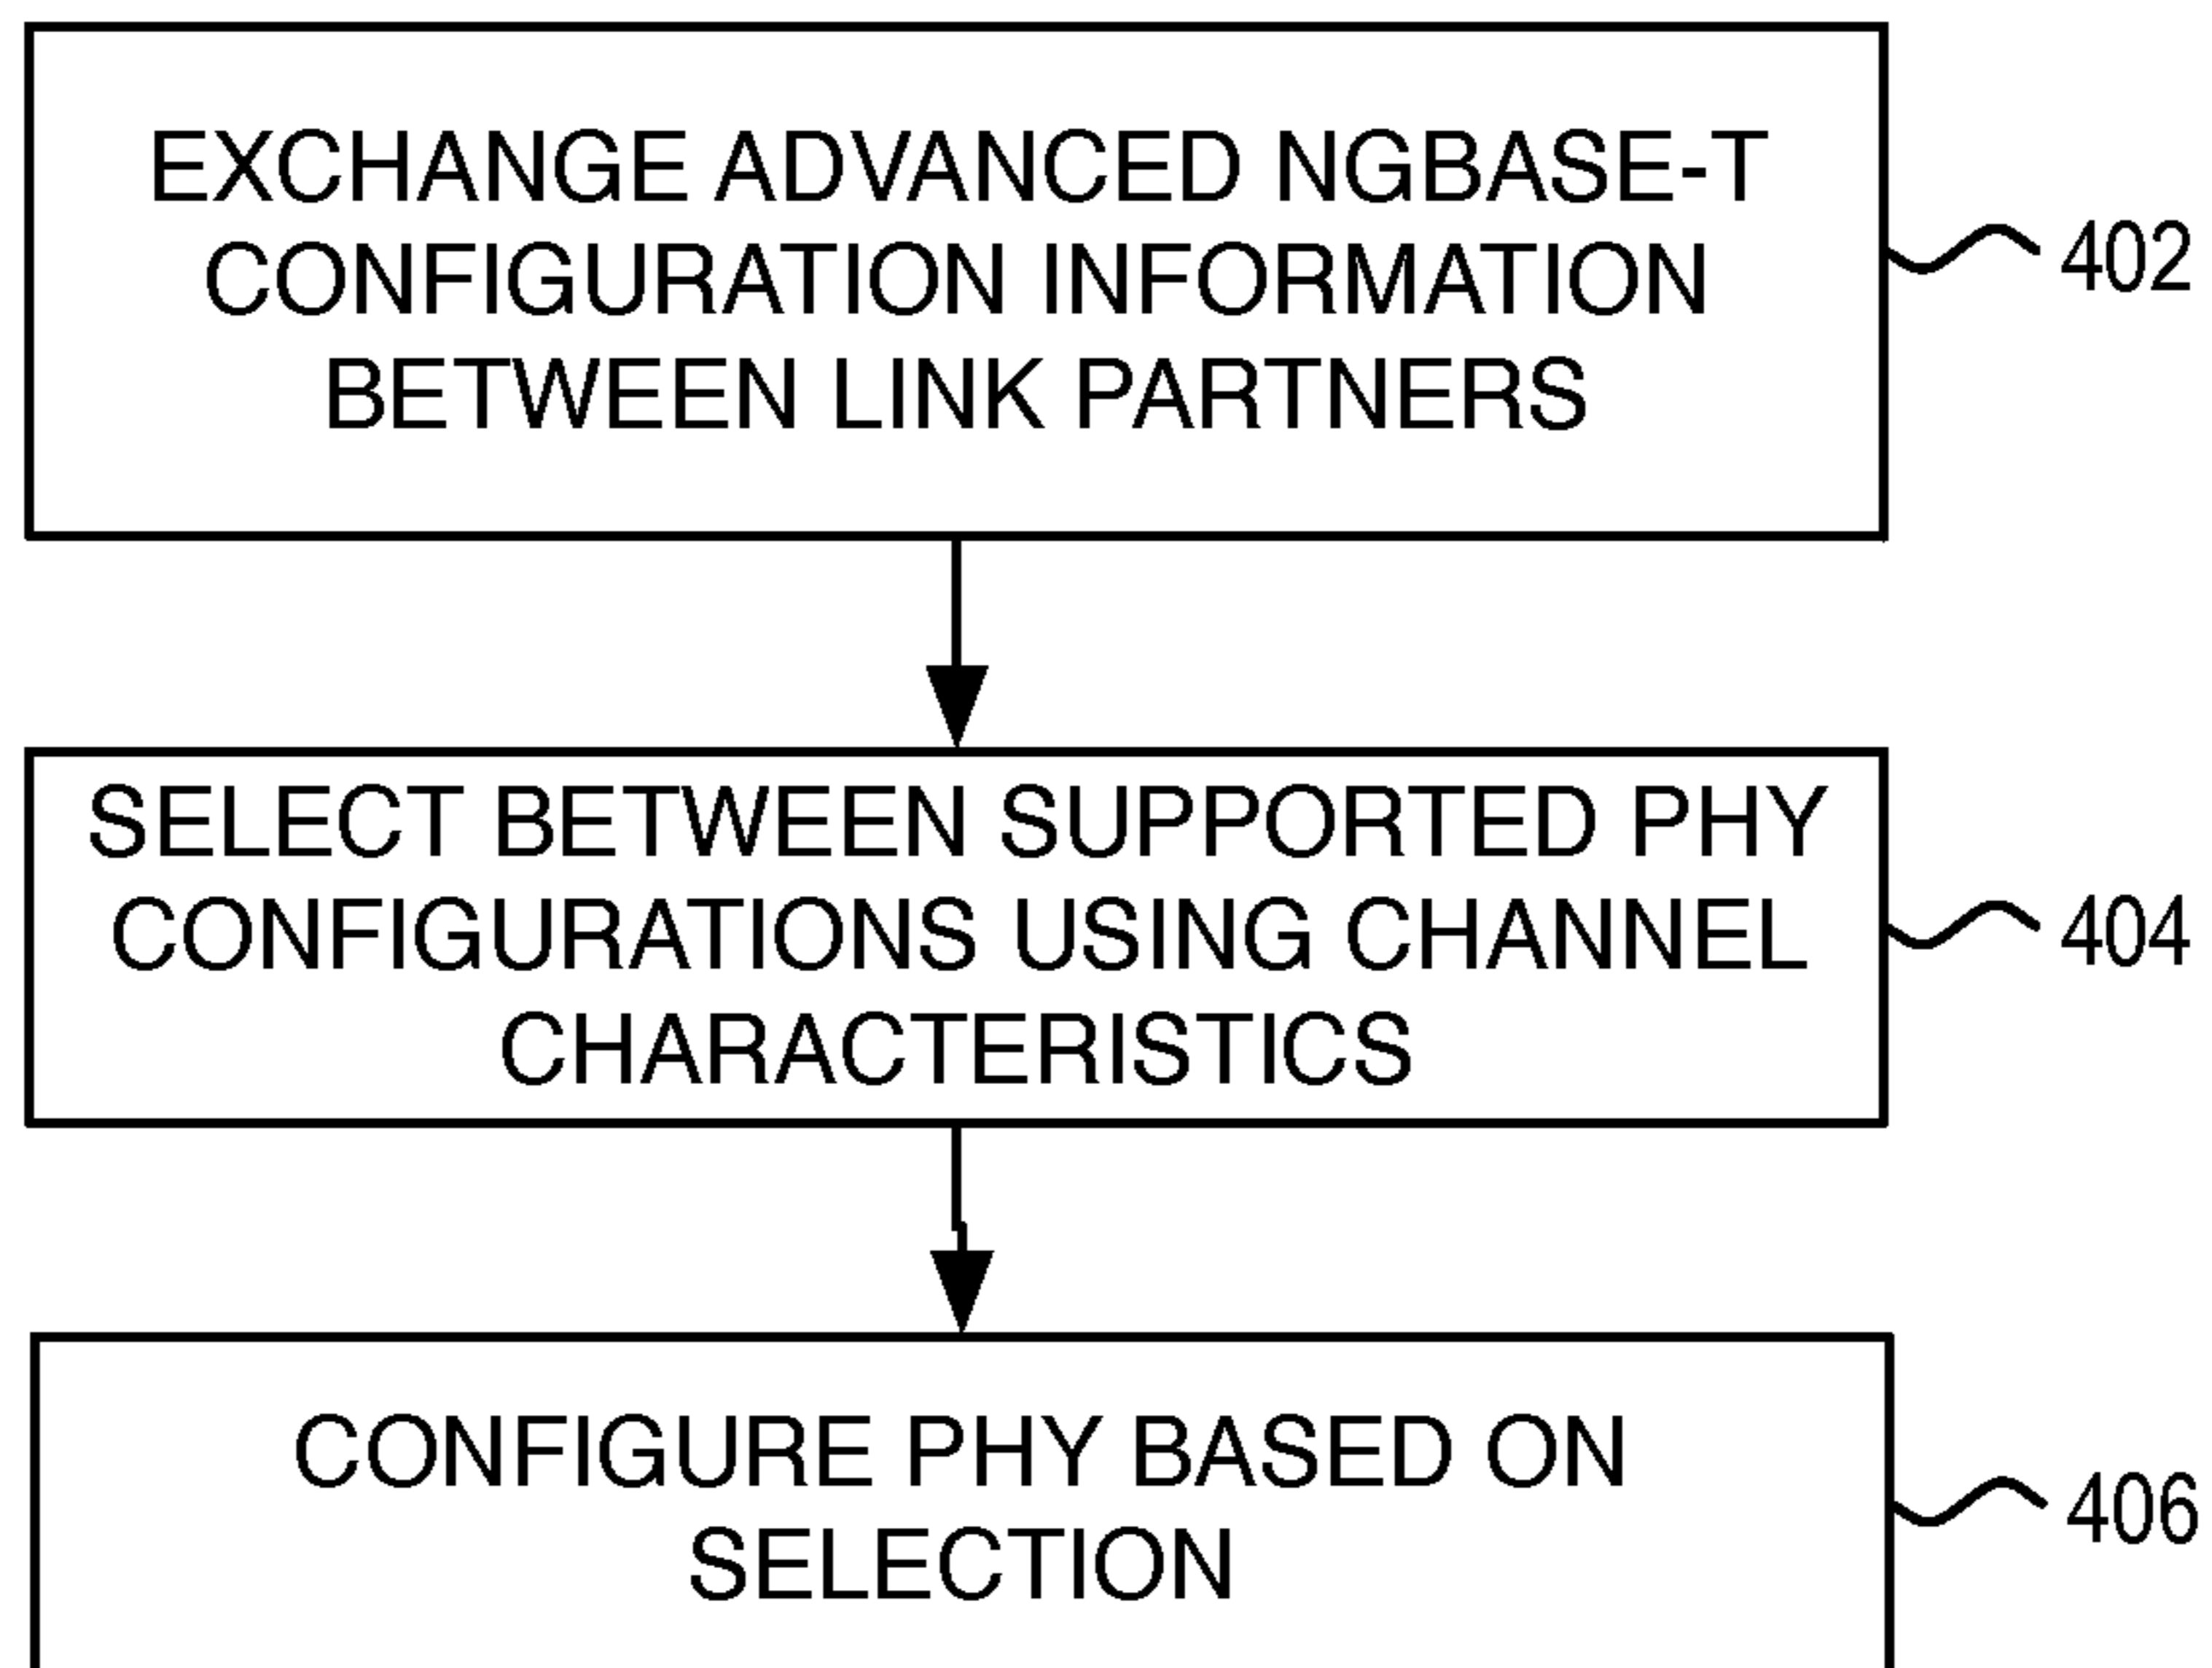 EXCHANGE ADVANCED NGBASE-T
CONFIGURATION INFORMATION
BETWEEN LINK PARTNERS
402
SELECT BETWEEN SUPPORTED PHY
CONFIGURATIONS USING CHANNEL
CHARACTERISTICS
404
CONFIGURE PHY BASED ON
SELECTION
406